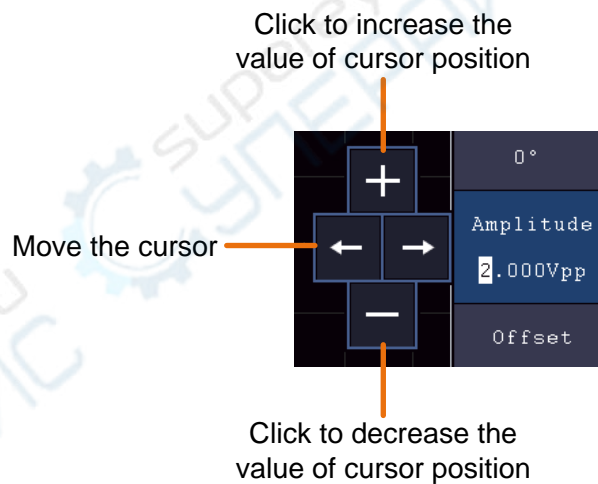 Click to increase the
value of cursor position
0°
Move the cursor
Amplitude
2.000Vpp
Offset
Click to decrease the
value of cursor position